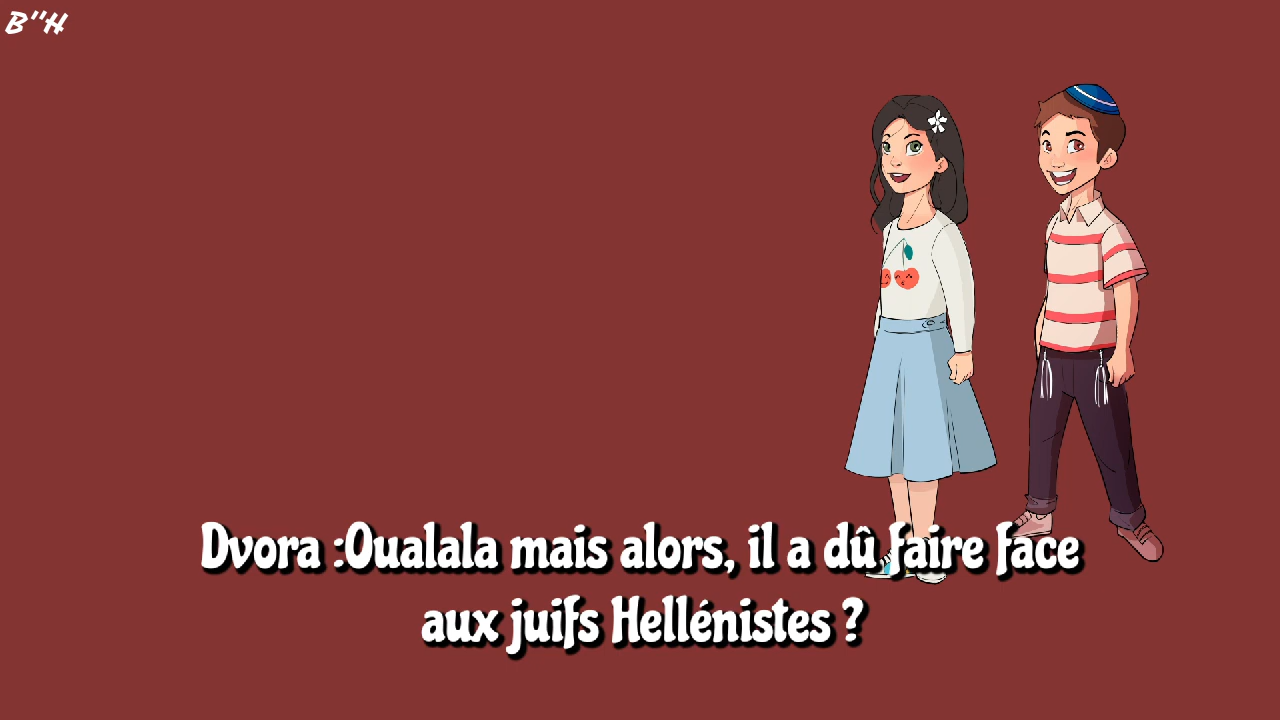 B"H
Dvora :Oualala mais alors, il a dû faire face
aux juifs Hellénistes ?